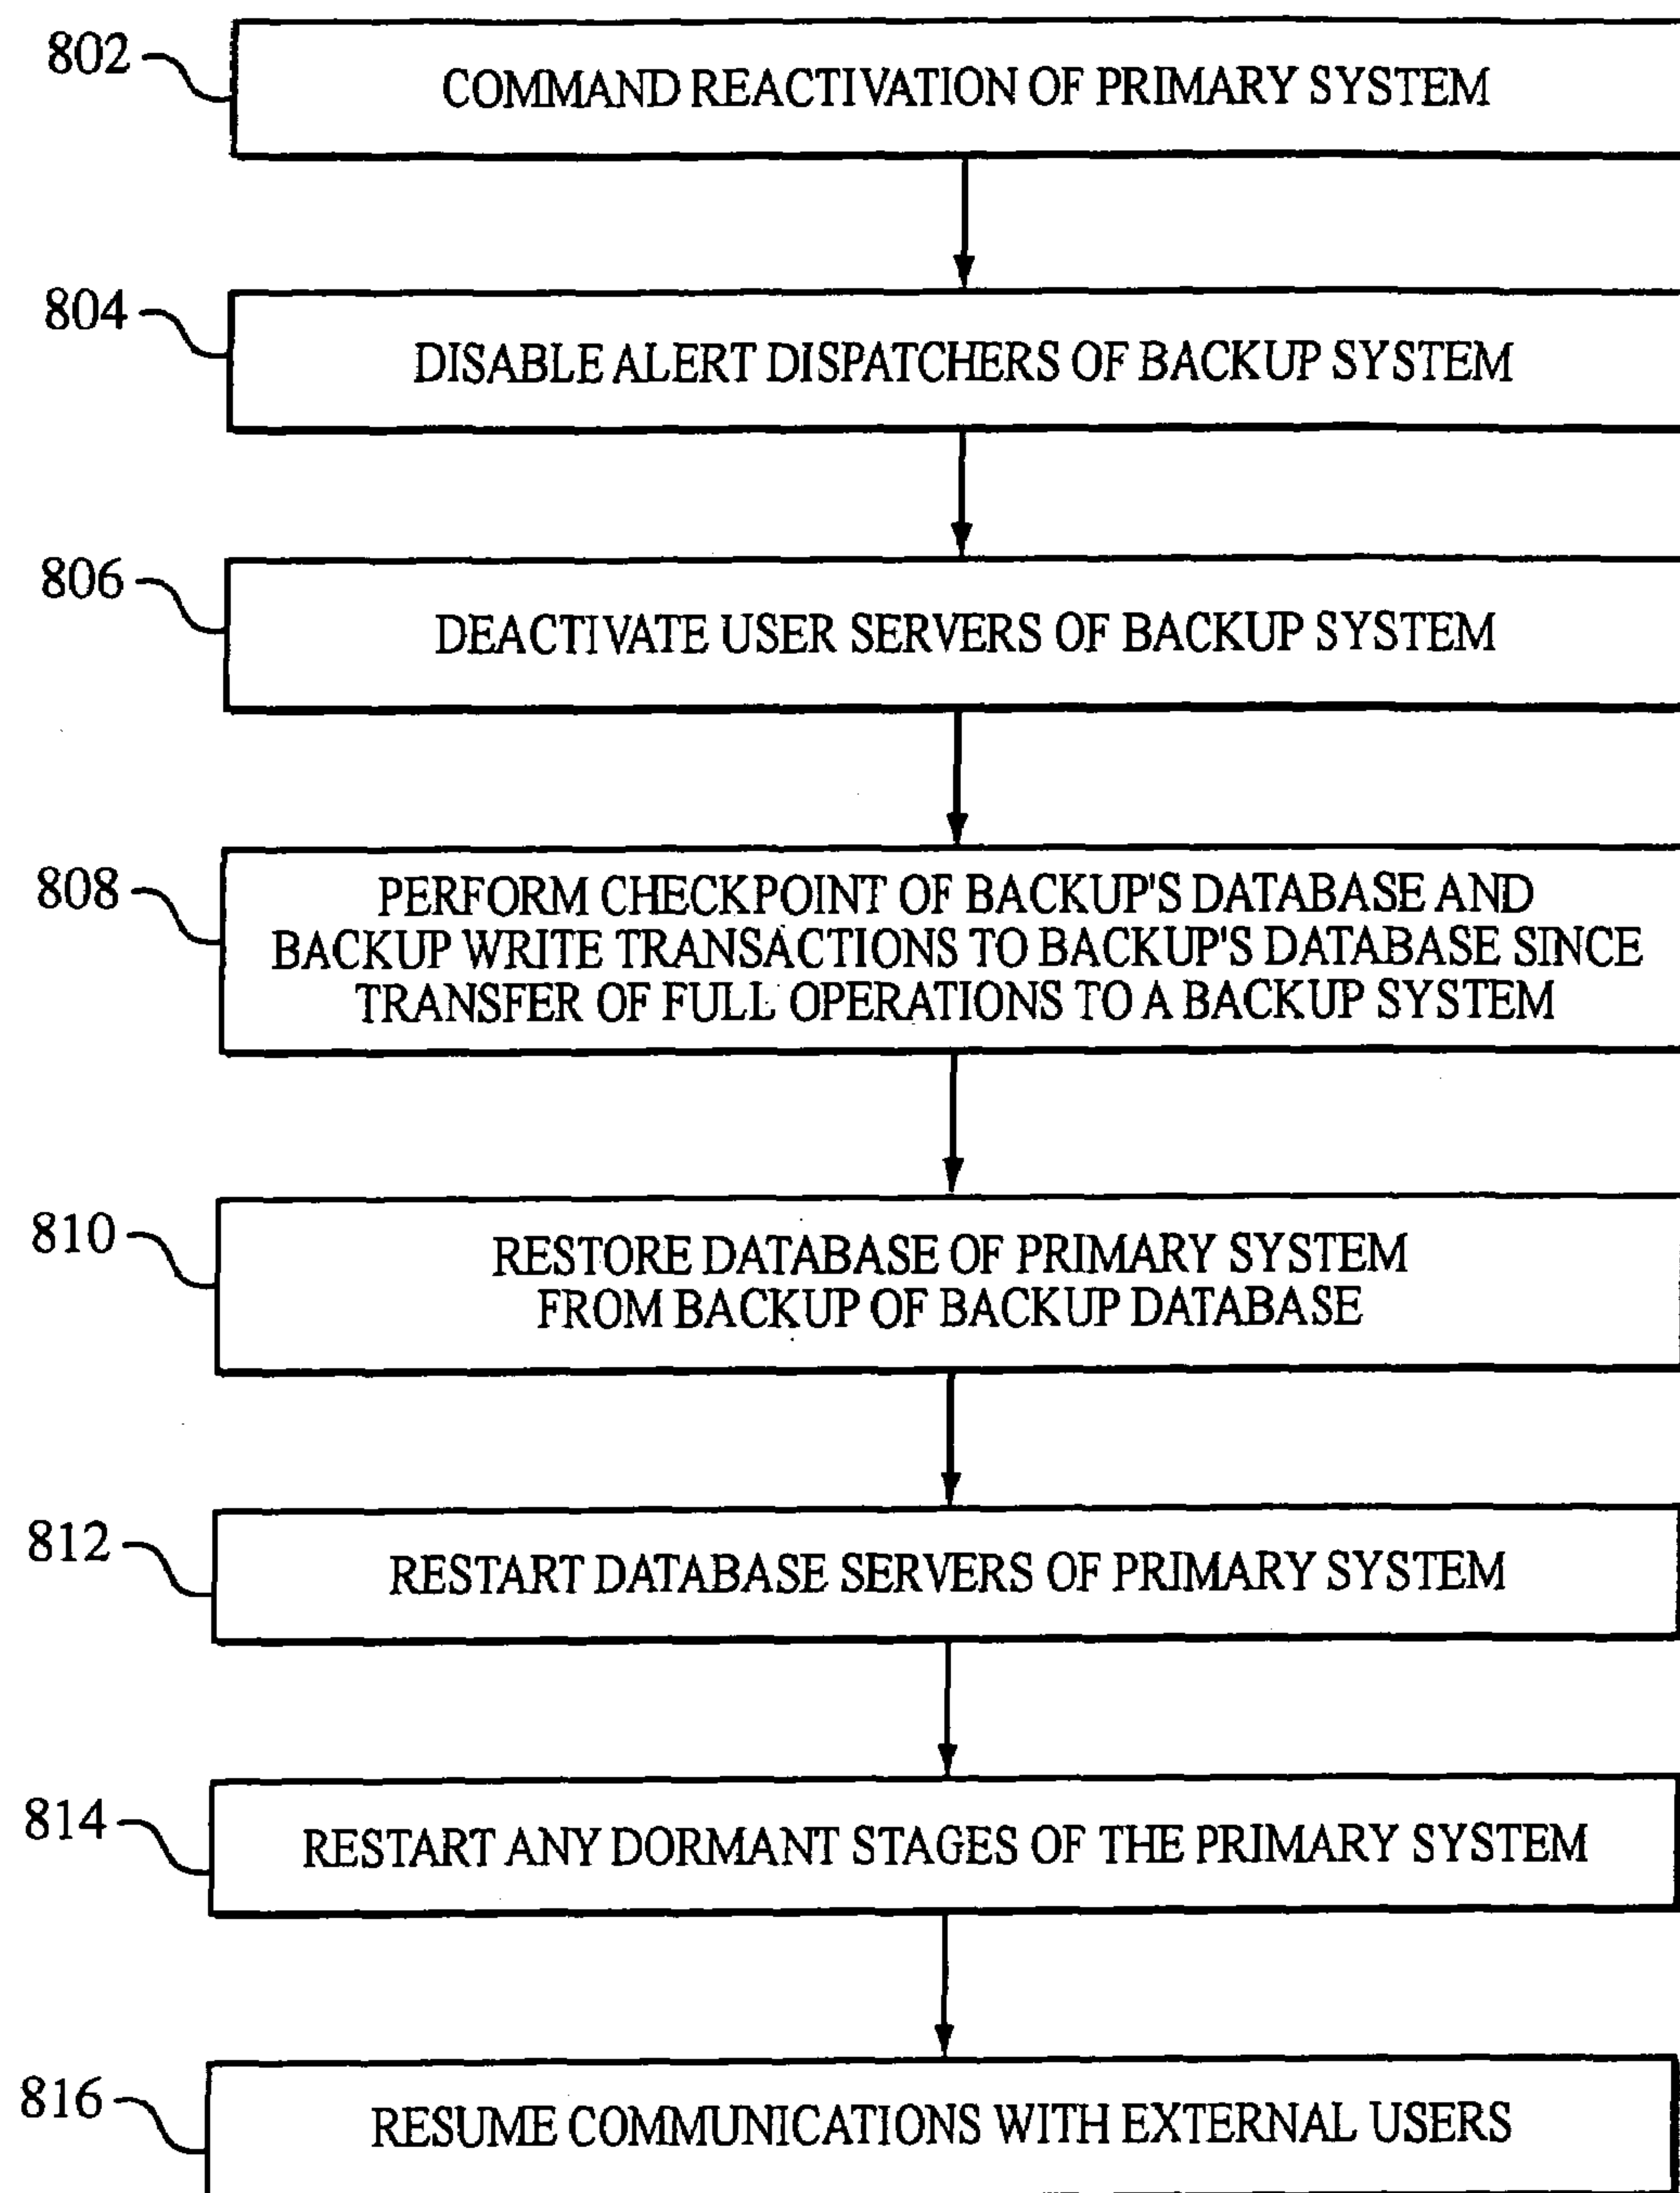 802
COMMAND REACTIVATION OF PRIMARY SYSTEM
804
DISABLE ALERT DISPATCHERS OF BACKUP SYSTEM
806
DEACTIVATE USER SERVERS OF BACKUP SYSTEM
808
PERFORM CHECKPOINT OF BACKUP'S DATABASE AND
BACKUP WRITE TRANSACTIONS TO BACKUP'S DATABASE SINCE
TRANSFER OF FULL OPERATIONS TO A BACKUP SYSTEM
810
RESTORE DATABASE OF PRIMARY SYSTEM
FROM BACKUP OF BACKUP DATABASE
812
RESTART DATABASE SERVERS OF PRIMARY SYSTEM
814
RESTART ANY DORMANT STAGES OF THE PRIMARY SYSTEM
816
RESUME COMMUNICATIONS WITH EXTERNAL USERS